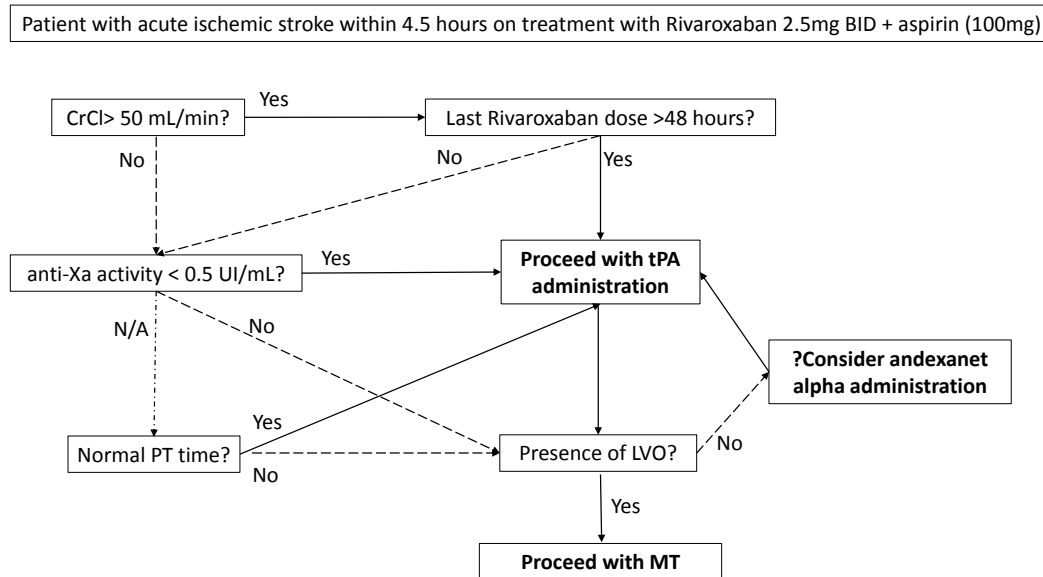 Patient with acute ischemic stroke within 4.5 hours on treatment with Rivaroxaban 2.5mg BID + aspirin (100mg)
CrCl> 50 mL/min?
Yes
Last Rivaroxaban dose >48 hours?
No
No
Yes
anti-Xa activity < 0.5 UI/mL?
Yes
Proceed with tPA
administration
N/A
No
?Consider andexanet
alpha administration
Yes
Normal PT time?
No
Presence of LVO?
No
Yes
Proceed with MT